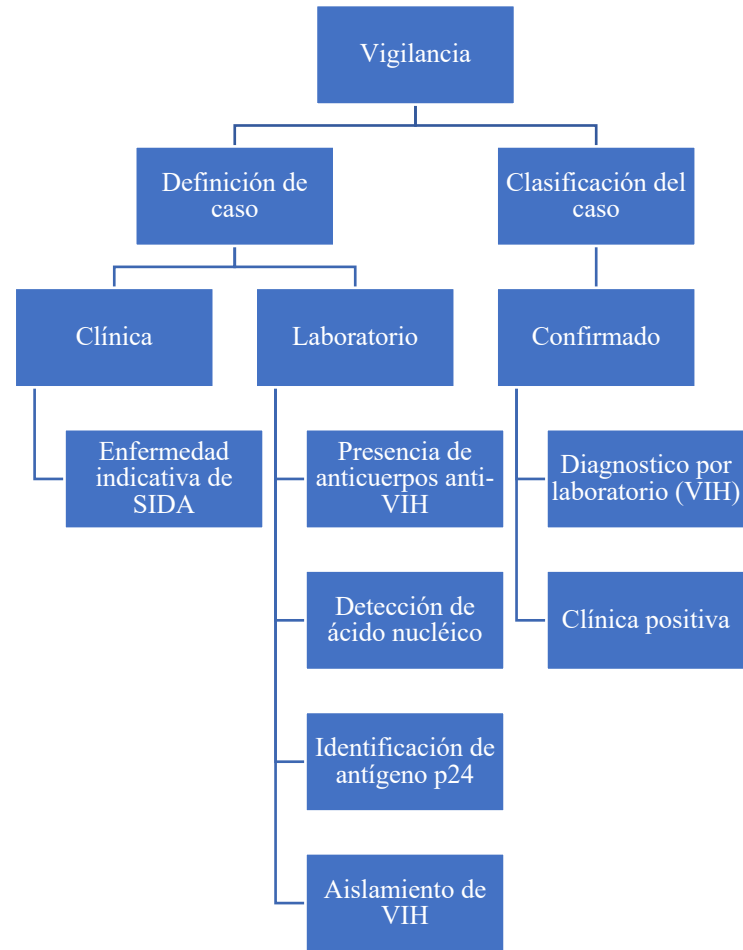 Vigilancia
Definición de
caso
Clasificación del
caso
Clínica
Laboratorio
Confirmado
Enfermedad
indicativa de
SIDA
Presencia de
anticuerpos anti-
VIH
Diagnostico por
laboratorio (VIH)
Detección de
ácido nucléico
Clínica positiva
Identificación de
antígeno p24
Aislamiento de
VIH